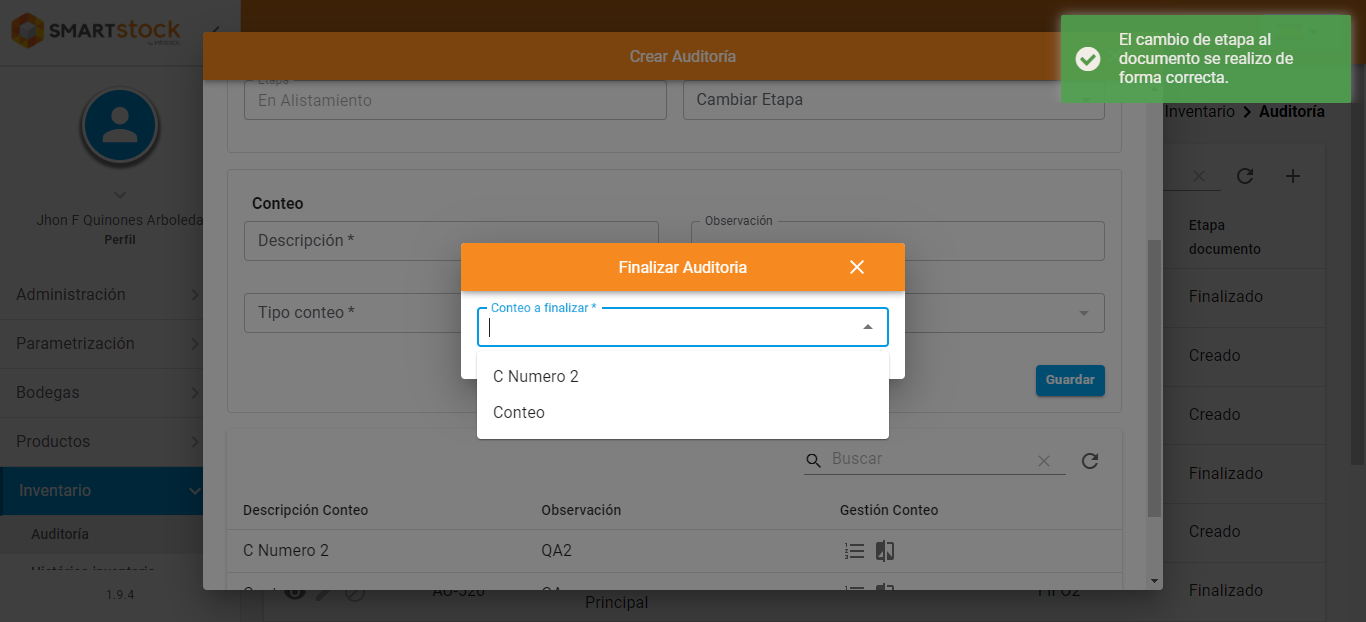 SMARTstock
Crear Auditoría
El cambio de etapa al
documento se realizo de
forma correcta.
Etapa
En Alistamiento
Cambiar Etapa
Inventario > Auditoría
Jhon F Quinones Arboleda
Perfil
Administración
Parametrización
Bodegas
Productos
Inventario
Auditoría
Histórico inventario
1.9.4
Conteo
Descripción *
Observación
Tipo conteo *
Guardar
Finalizar Auditoria
Conteo a finalizar *
C Numero 2
Conteo
Buscar
Descripción Conteo
Observación
Gestión Conteo
C Numero 2
QA2
Principal
Etapa
documento
Finalizado
Creado
Creado
Finalizado
Creado
Finalizado